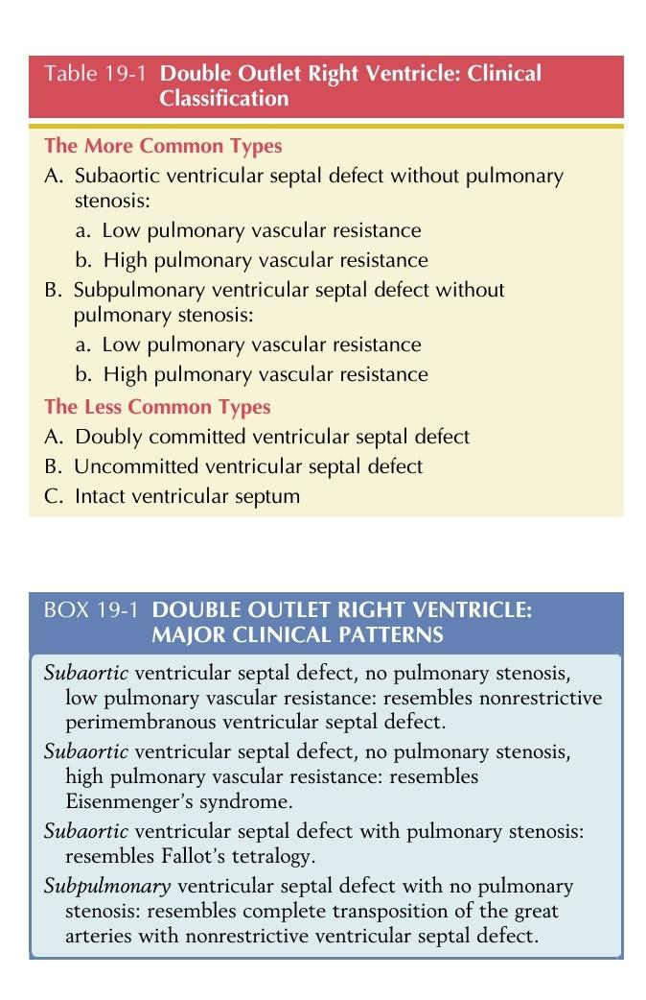 Table 19-1 Double Outlet Right Ventricle: Clinical
Classification
The More Common Types
A. Subaortic ventricular septal defect without pulmonary
stenosis:
a. Low pulmonary vascular resistance
b. High pulmonary vascular resistance
B. Subpulmonary ventricular septal defect without
pulmonary stenosis:
a. Low pulmonary vascular resistance
b. High pulmonary vascular resistance
The Less Common Types
A. Doubly committed ventricular septal defect
B. Uncommitted ventricular septal defect
C. Intact ventricular septum
BOX 19-1 DOUBLE OUTLET RIGHT VENTRICLE:
MAJOR CLINICAL PATTERNS
Subaortic ventricular septal defect, no pulmonary stenosis,
low pulmonary vascular resistance: resembles nonrestrictive
perimembranous ventricular septal defect.
Subaortic ventricular septal defect, no pulmonary stenosis,
high pulmonary vascular resistance: resembles
Eisenmenger’s syndrome.
Subaortic ventricular septal defect with pulmonary stenosis:
resembles Fallot’s tetralogy.
Subpulmonary ventricular septal defect with no pulmonary
stenosis: resembles complete transposition of the great
arteries with nonrestrictive ventricular septal defect.